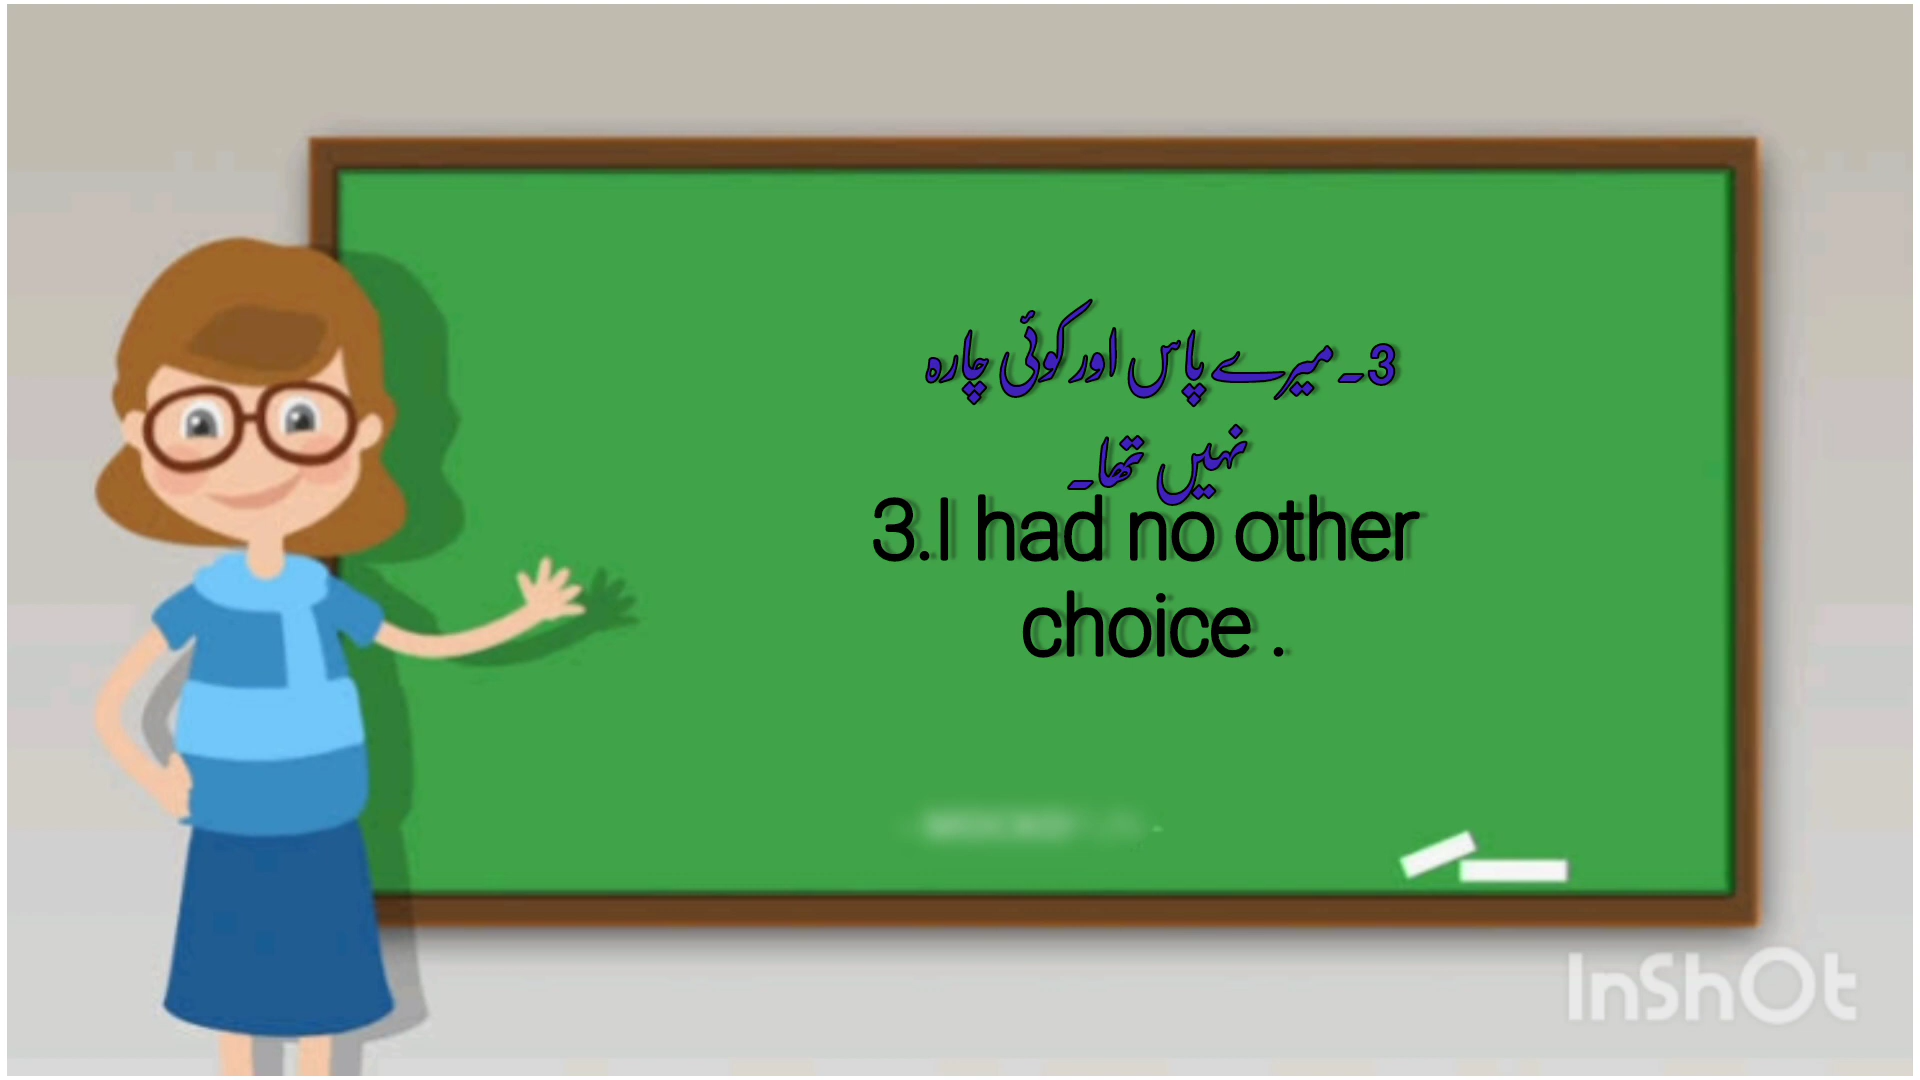 3۔میرے پاس اور کوئی چارہ
نہیں تھا۔
3.I had no other
choice .
InShOt